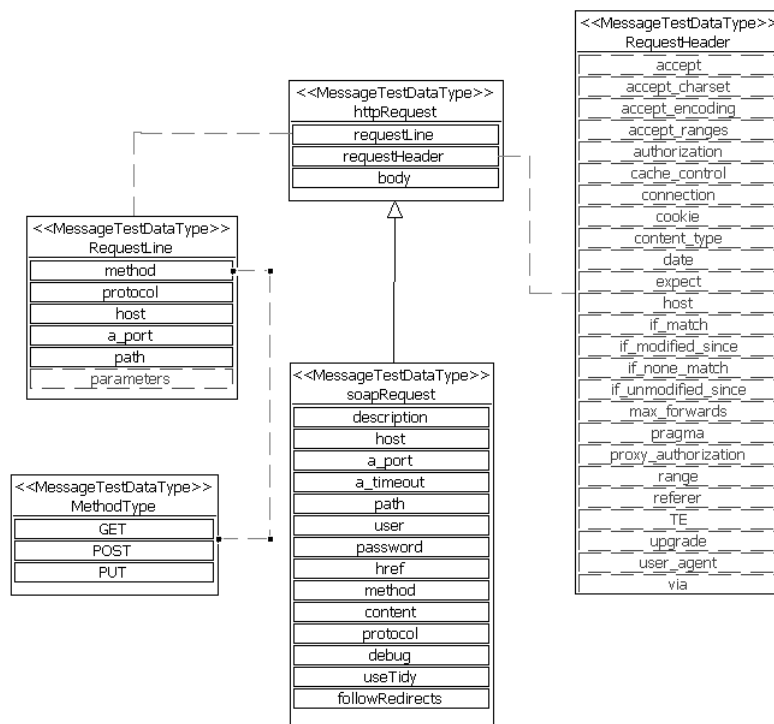 <<MessageTestDataType>>
RequestHeader
accept
accept_charset
accept_encoding
accept_ranges
authorization
cache_control
connection
cookie
content_type
date
expect
host
if_match
if_modified_since
if_none_match
if_unmodified_since
max_forwards
pragma
proxy_authorization
range
referer
TE
upgrade
user_agent
via
<<MessageTestDataType>>
httpRequest
requestLine
requestHeader
body
<<MessageTestDataType>>
RequestLine
method
protocol
host
a_port
path
parameters
<<MessageTestDataType>>
soapRequest
description
host
a_port
a_timeout
path
user
password
href
method
content
protocol
debug
useTidy
followRedirects
<<MessageTestDataType>>
MethodType
GET
POST
PUT